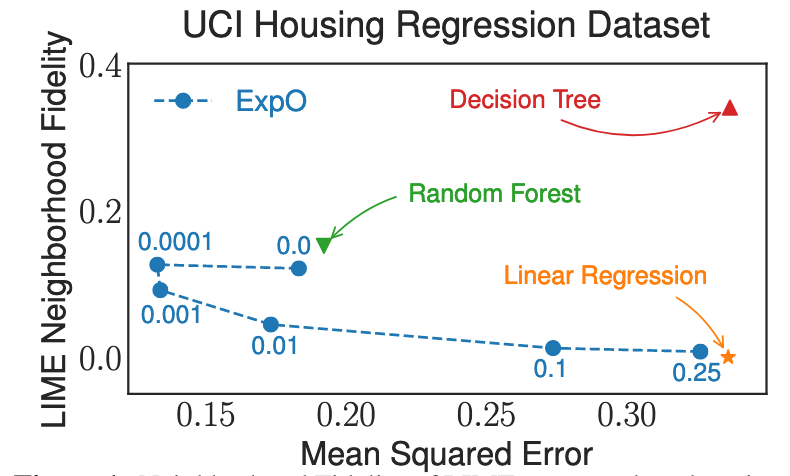 UCI Housing Regression Dataset
LIME Neighborhood Fidelity
0.4
0.2
0.0
ExpO
Decision Tree
Random Forest
0.0001
0.0
Linear Regression
0.001
0.01
0.1
0.25
0.15
0.20
0.25
0.30
Mean Squared Error